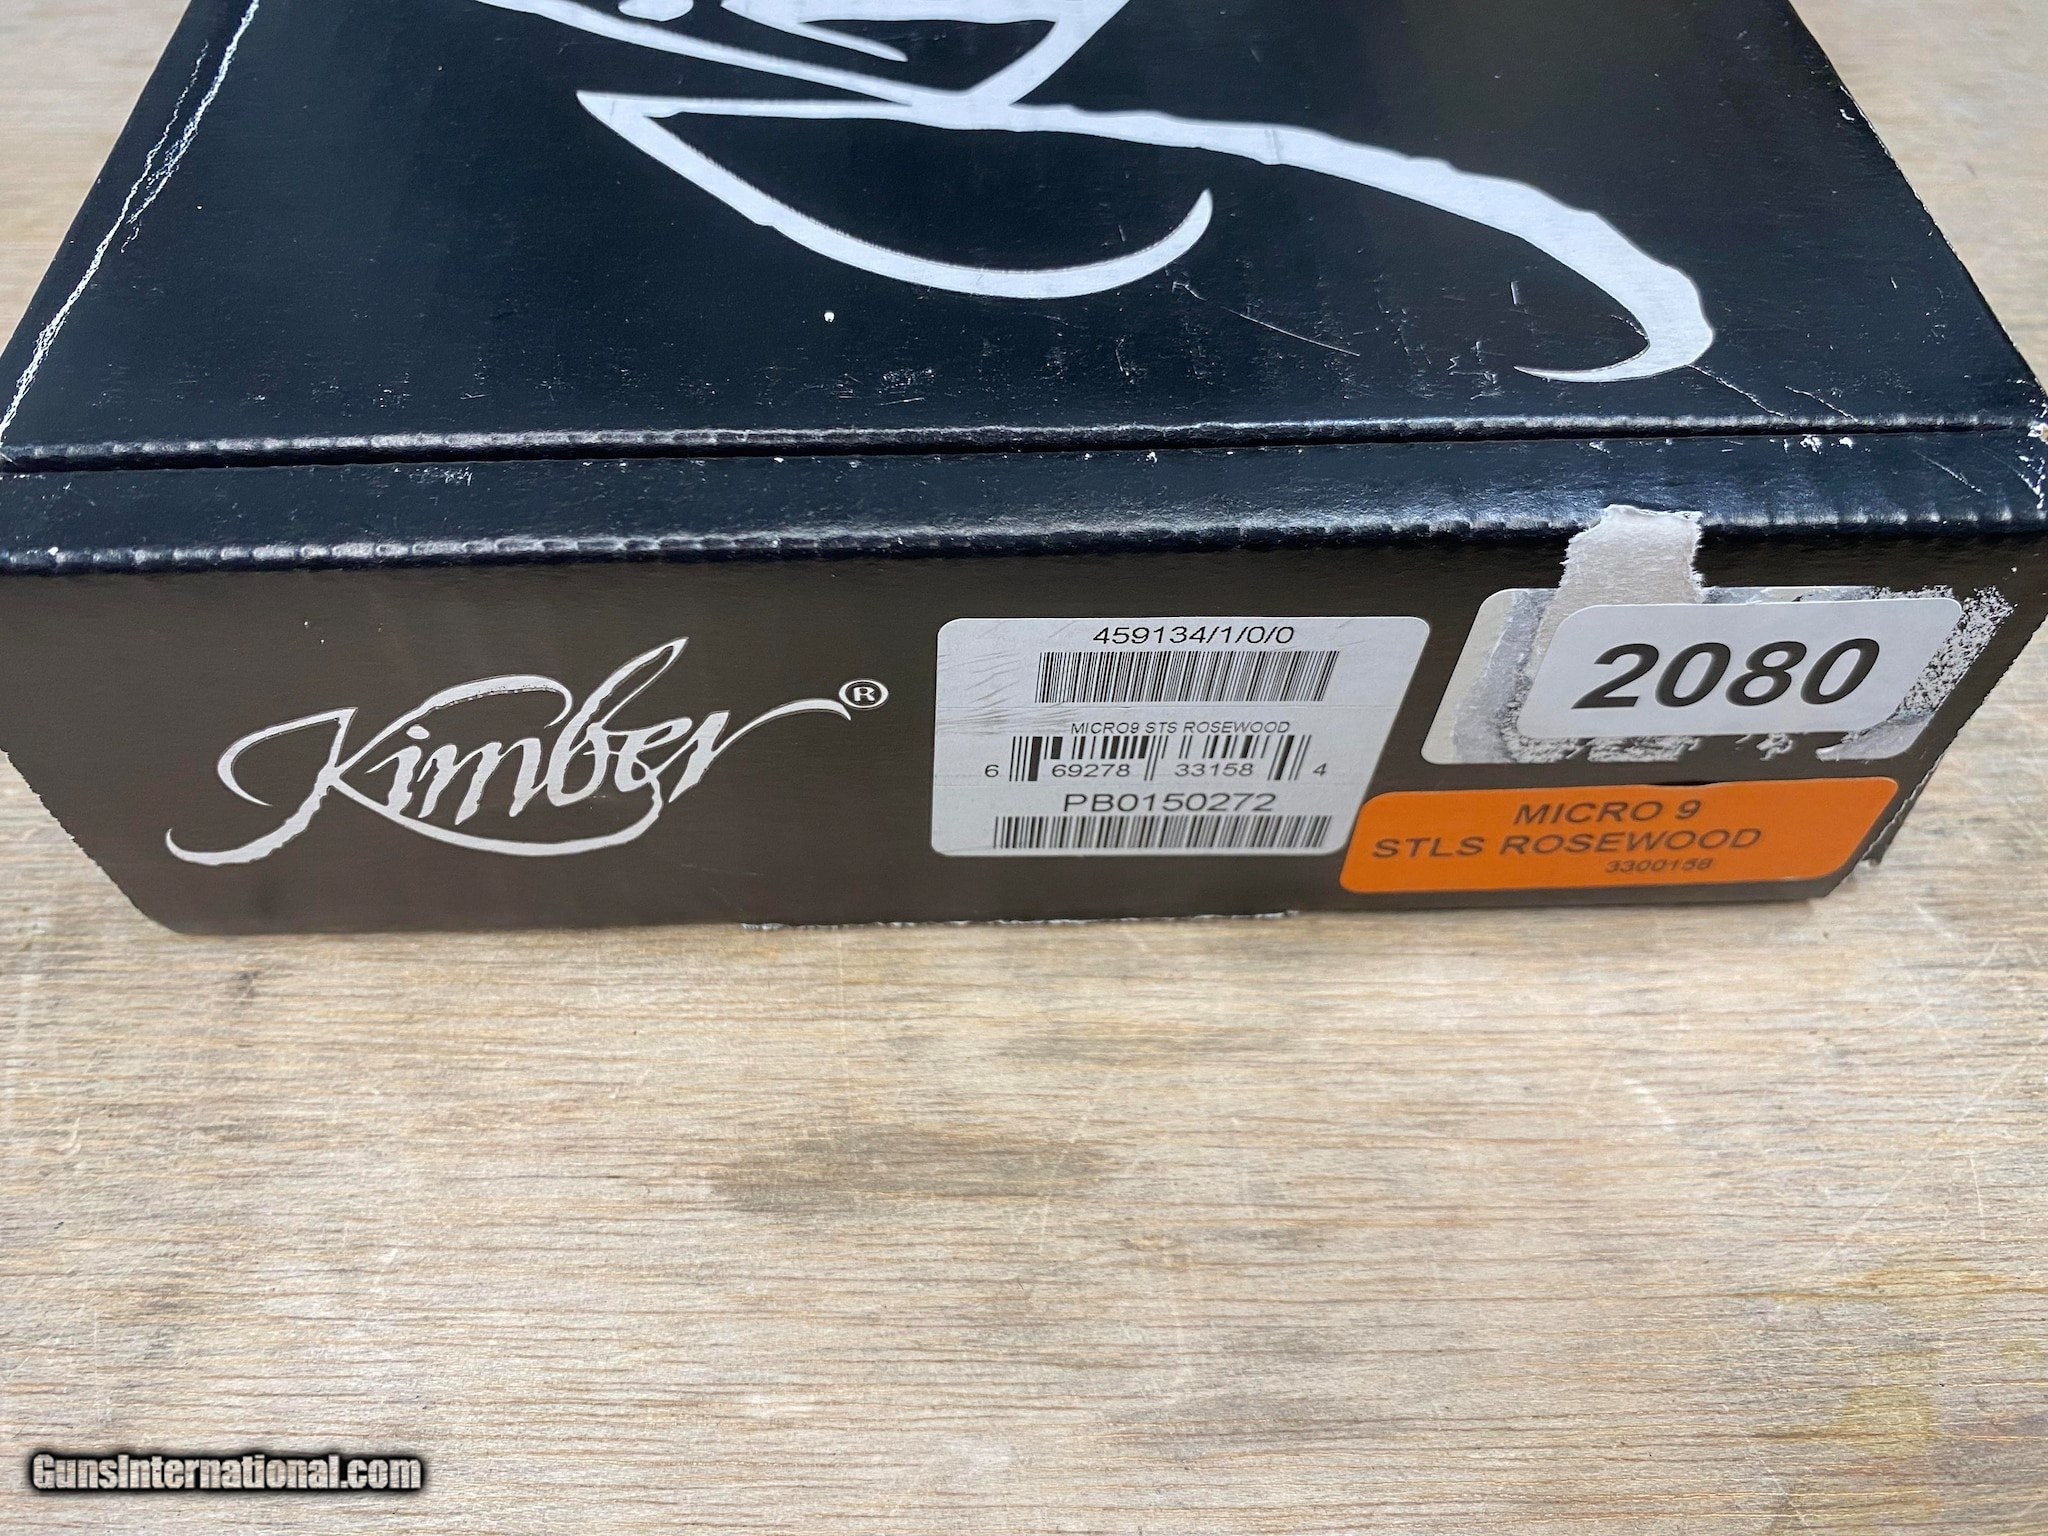 Kimber®
459134/1/0/0
MICRO9 STS ROSEWOOD
6 69278 33158 4
PB0150272
2080
MICRO 9
STLS ROSEWOOD
3300158
GunsInternational.com